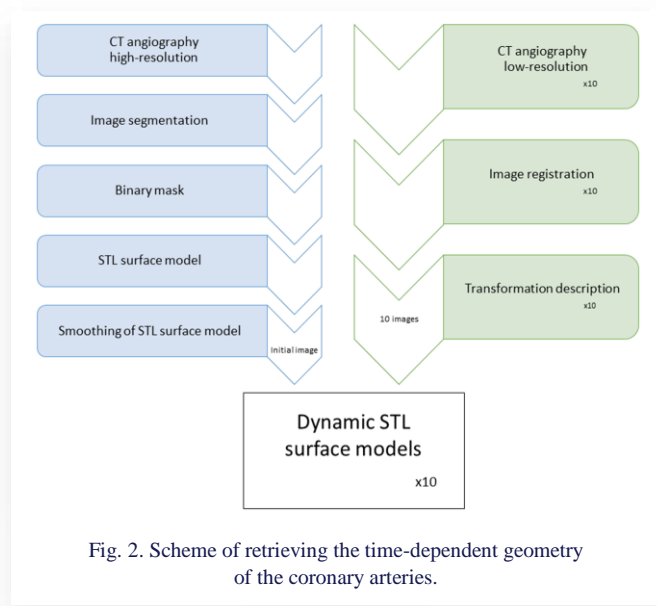 CT angiography
high-resolution
Image segmentation
Binary mask
STL surface model
Smoothing of STL surface model
Initial image
CT angiography
low-resolution
x10
Image registration
x10
Transformation description
x10
10 images
Dynamic STL
surface models
x10
Fig. 2. Scheme of retrieving the time-dependent geometry
of the coronary arteries.